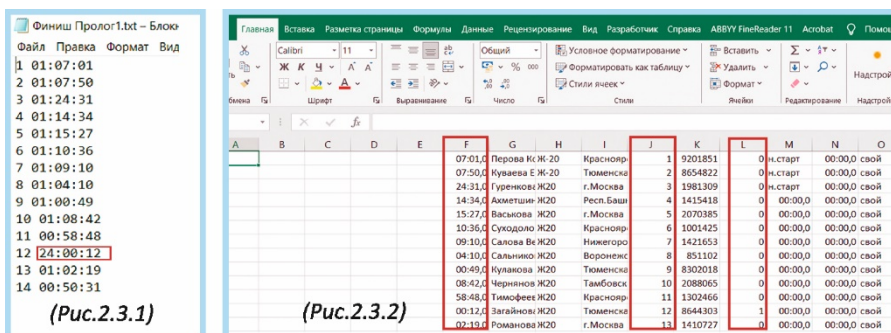 Финиш Пролог1.txt – Блокн
Файл Правка Формат Вид
1 01:07:01
2 01:07:50
3 01:24:31
4 01:14:34
5 01:15:27
6 01:10:36
7 01:09:10
8 01:04:10
9 01:00:49
10 01:08:42
11 00:58:48
12 24:00:12
13 01:02:19
14 00:50:31
(Рис.2.3.1)
Главная Вставка Разметка страницы Формулы Данные Рецензирование Вид Разработчик Справка ABBYY FineReader 11 Acrobat Помощ
Calibri 11 Общий Условное форматирование Вставить
Ж К Ч % 000 Форматировать как таблицу Удалить
Стили ячеек Формат Надстрой
бмена Шрифт Выравнивание Число Стили Ячейки Редактирование Надстрой
fx
A B C D E F G H I J K L M N O
07:01,0 Перова Кс Ж-20 Красноярс 1 9201851 0 н.старт 00:00,0 свой
07:50,0 Куваева Е Ж-20 Тюменска 2 8654822 0 н.старт 00:00,0 свой
24:31,0 Гуренкова Ж20 г.Москва 3 1981309 0 н.старт 00:00,0 свой
14:34,0 Ахметшин Ж20 Респ.Башк 4 1415418 0 00:00,0 00:00,0 свой
15:27,0 Васькова Ж20 г.Москва 5 2070385 0 00:00,0 00:00,0 свой
10:36,0 Суходоло Ж20 Красноярс 6 1001425 0 00:00,0 00:00,0 свой
09:10,0 Салова Ве Ж20 Нижегоро 7 1421653 0 00:00,0 00:00,0 свой
04:10,0 Сальнико Ж20 Воронежс 8 851102 0 00:00,0 00:00,0 свой
00:49,0 Кулакова Ж20 Тюменска 9 8302018 0 00:00,0 00:00,0 свой
08:42,0 Чернянов Ж20 Тамбовск 10 2088065 0 00:00,0 00:00,0 свой
58:48,0 Тимофеев Ж20 Красноярс 11 1302466 0 00:00,0 00:00,0 свой
00:12,0 Загайнов Ж20 Тюменска 12 8644303 1 00:00,0 00:00,0 свой
02:19,0 Романова Ж20 г.Москва 13 1410727 0 00:00,0 00:00,0 свой
(Рис.2.3.2)